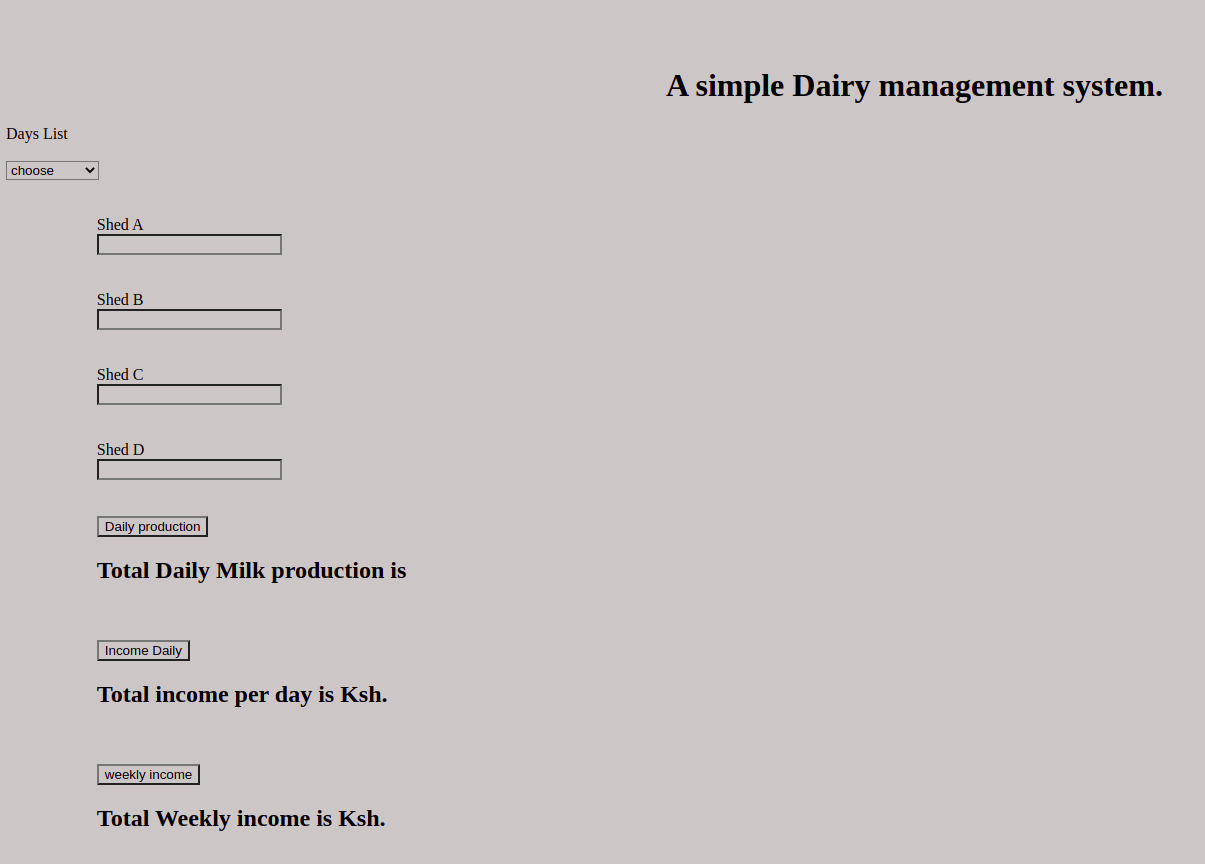 A simple Dairy management system.
Days List
choose
Shed A
Shed B
Shed C
Shed D
Daily production
Total Daily Milk production is
Income Daily
Total income per day is Ksh.
weekly income
Total Weekly income is Ksh.